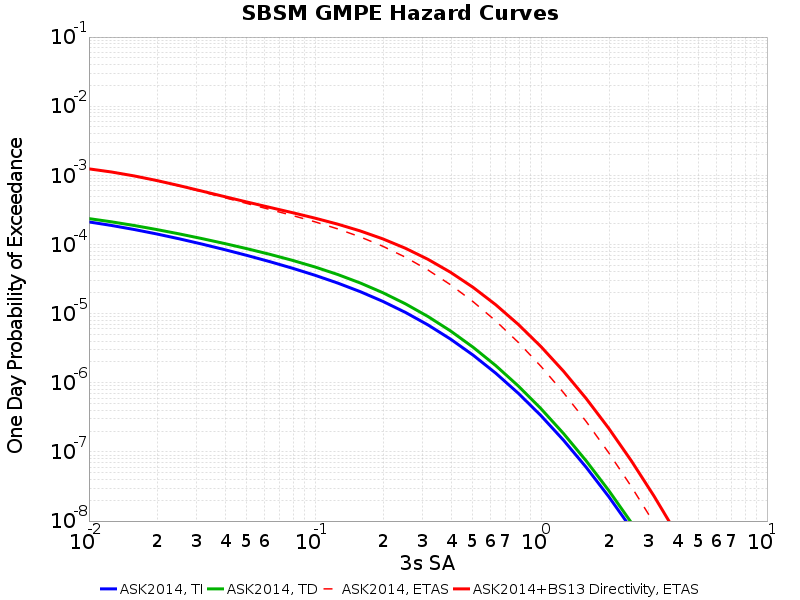 SBSM GMPE Hazard Curves
One Day Probability of Exceedance
10-1
10-2
10-3
10-4
10-5
10-6
10-7
10-8
10-2 2 3 4 5 6 10-1 2 3 4 5 6 7 100 2 3 4 5 6 7 101
3s SA
ASK2014, TI ASK2014, TD ASK2014, ETAS ASK2014+BS13 Directivity, ETAS